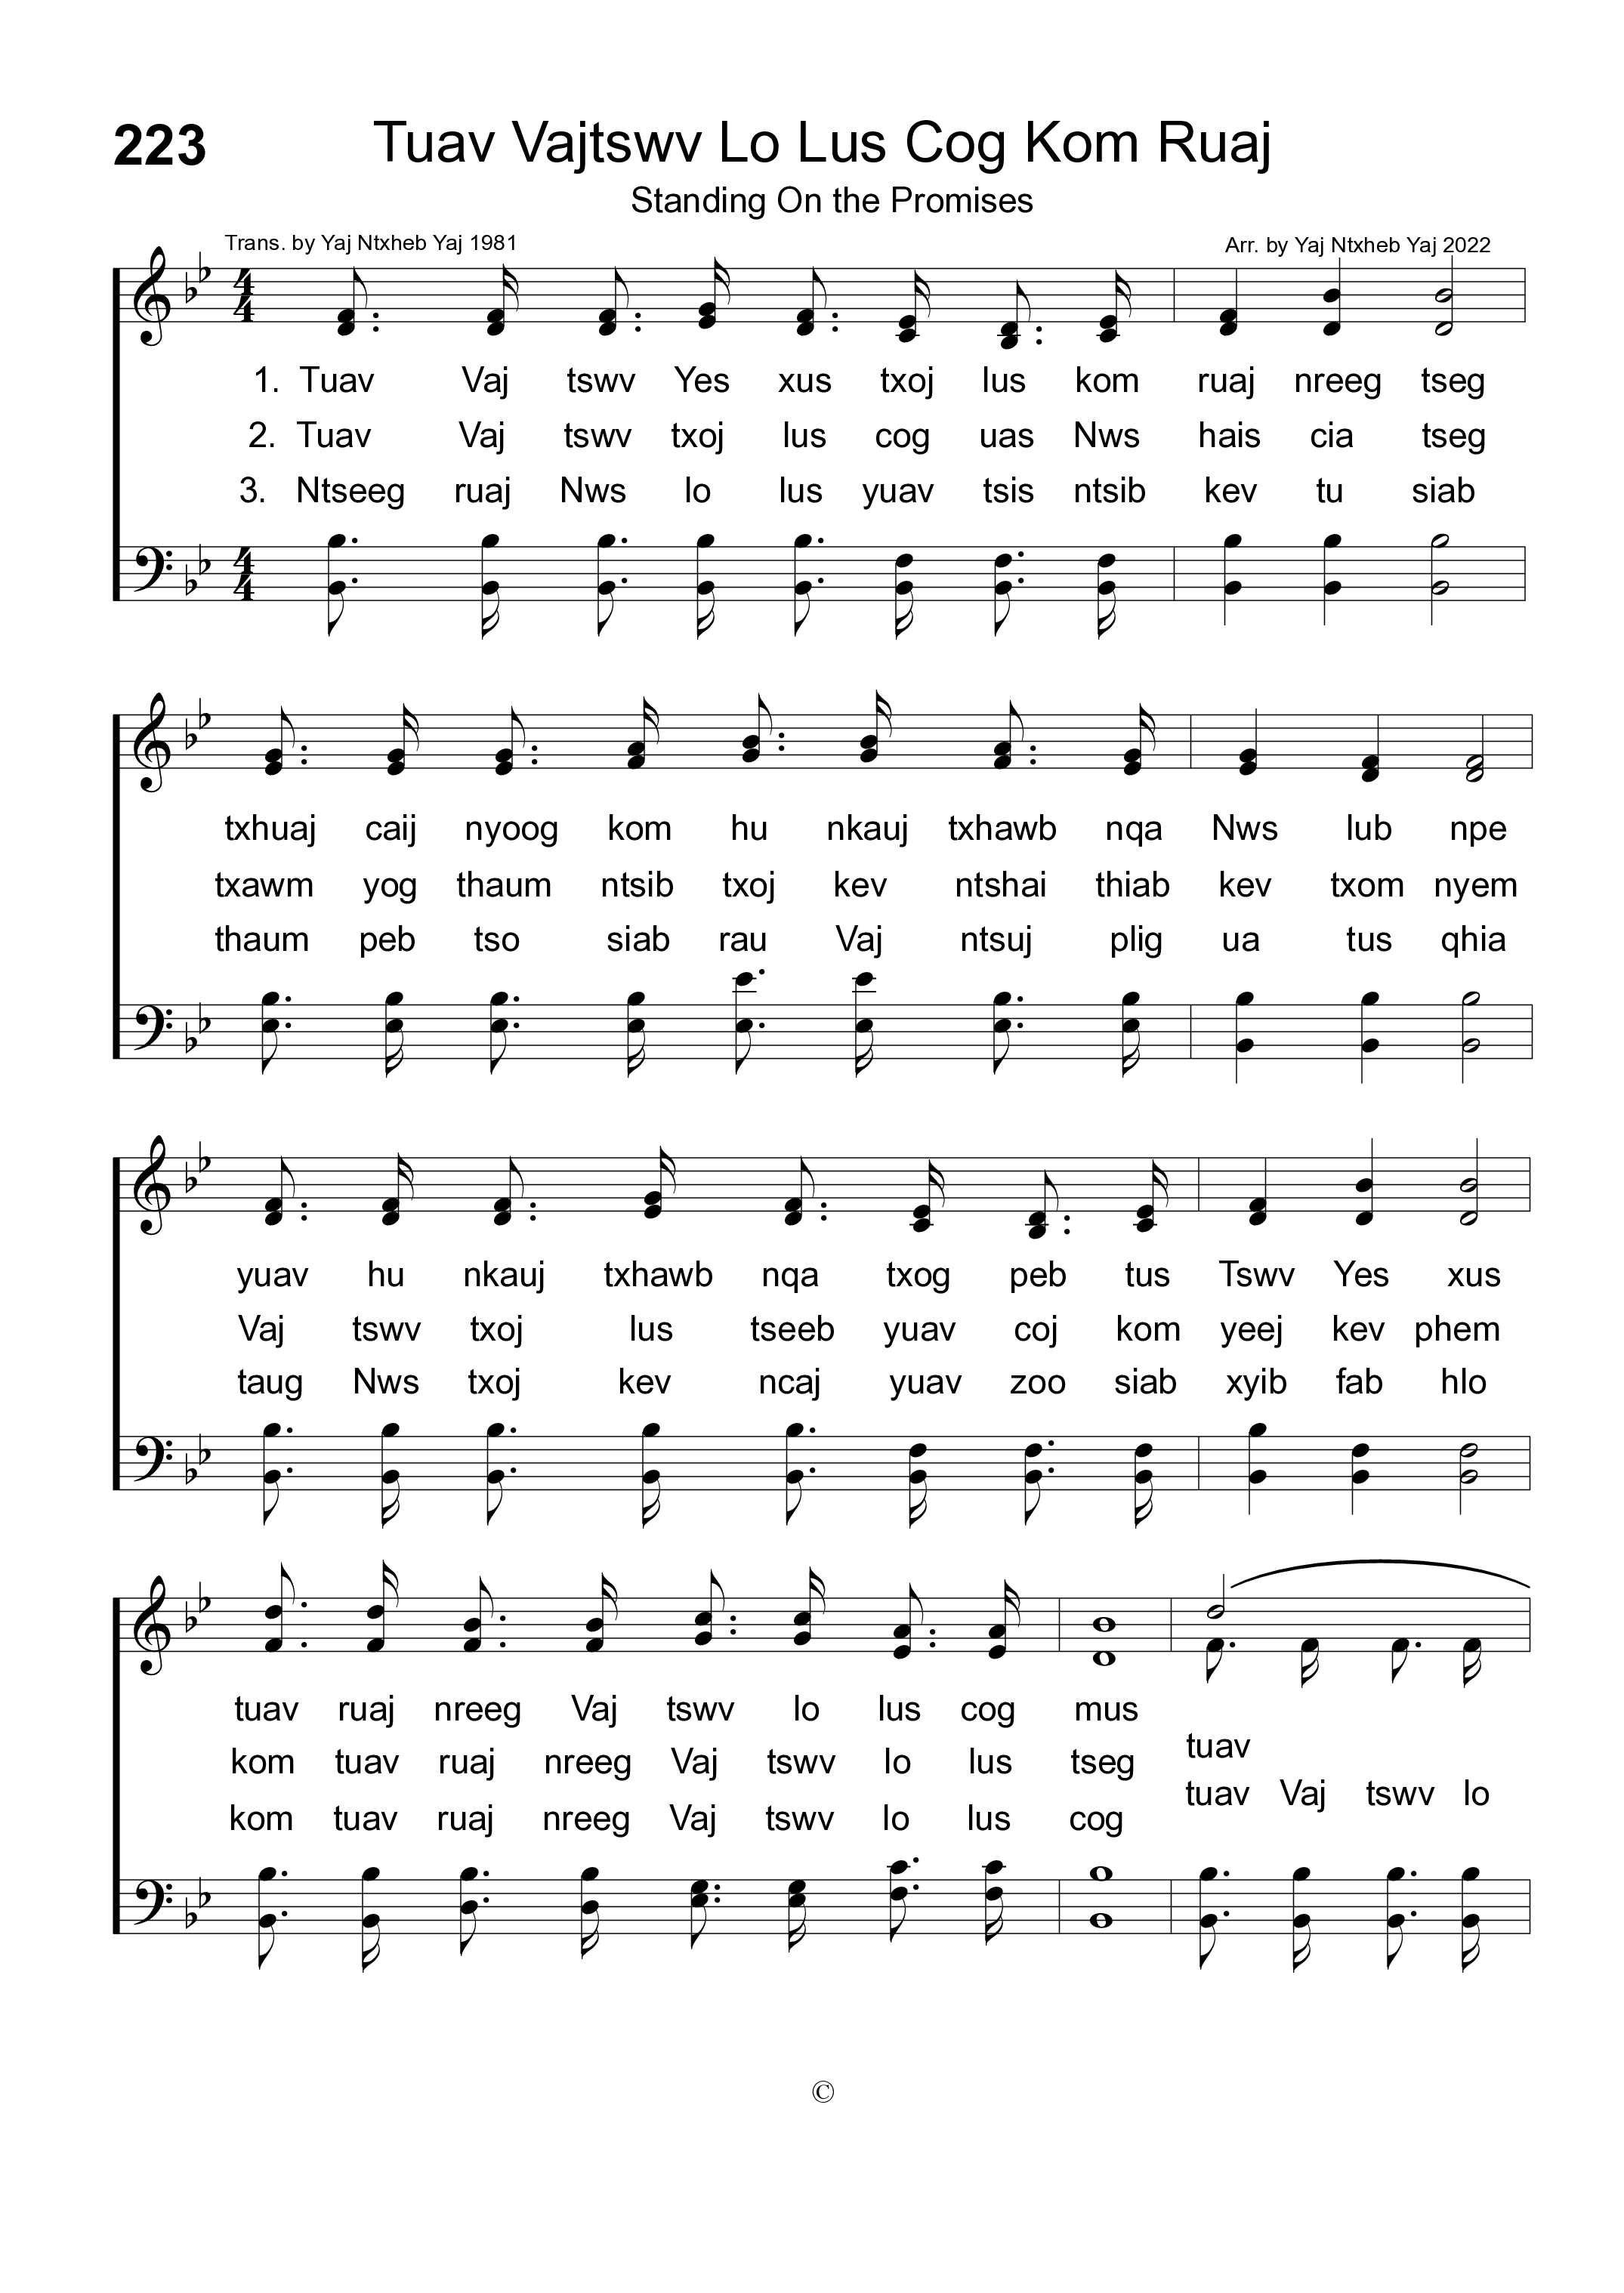 223
Tuav Vajtswv Lo Lus Cog Kom Ruaj
Standing On the Promises
Trans. by Yaj Ntxheb Yaj 1981
Arr. by Yaj Ntxheb Yaj 2022
1. Tuav Vaj tswv Yes xus txoj lus kom ruaj nreeg tseg
2. Tuav Vaj tswv txoj lus cog uas Nws hais cia tseg
3. Ntseeg ruaj Nws lo lus yuav tsis ntsib kev tu siab
txhuaj caij nyoog kom hu nkauj txhawb nqa Nws lub npe
txawm yog thaum ntsib txoj kev ntshai thiab kev txom nyem
thaum peb tso siab rau Vaj ntsuj plig ua tus qhia
yuav hu nkauj txhawb nqa txog peb tus Tswv Yes xus
Vaj tswv txoj lus tseeb yuav coj kom yeej kev phem
taug Nws txoj kev ncaj yuav zoo siab xyib fab hlo
tuav ruaj nreeg Vaj tswv lo lus cog mus
kom tuav ruaj nreeg Vaj tswv lo lus tseg
kom tuav ruaj nreeg Vaj tswv lo lus cog
tuav
tuav Vaj tswv lo
©